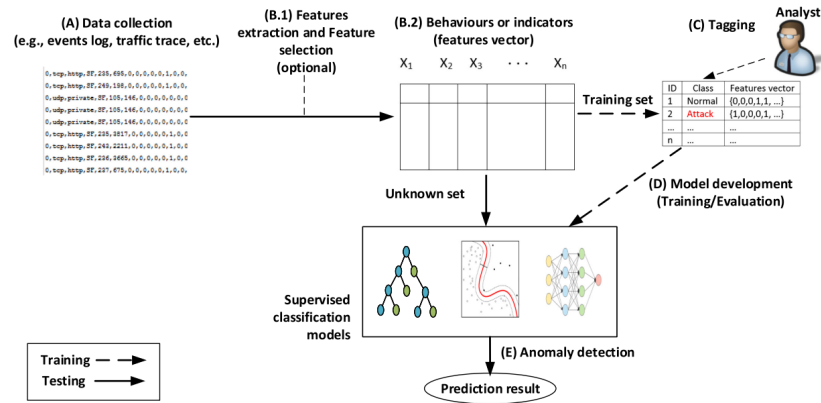 (A) Data collection
(e.g., events log, traffic trace, etc.)
(B.1) Features
extraction and Feature
selection
(optional)
(B.2) Behaviours or indicators
(features vector)
Analyst
(C) Tagging
X1 X2 X3 · · · Xn
0,tcp,http,SF,235,695,0,0,0,0,0,1,0,0,
0,tcp,http,SF,249,198,0,0,0,0,0,1,0,0,
0,udp,private,SF,105,146,0,0,0,0,0,0,0
0,udp,private,SF,105,146,0,0,0,0,0,0,0
0,udp,private,SF,105,146,0,0,0,0,0,0,0
0,tcp,http,SF,235,3817,0,0,0,0,0,1,0,0
0,tcp,http,SF,242,2211,0,0,0,0,0,1,0,0
0,tcp,http,SF,236,3665,0,0,0,0,0,1,0,0
0,tcp,http,SF,237,675,0,0,0,0,0,1,0,0,
Training set
ID Class Features vector
1 Normal {0,0,0,1,1, …}
2 Attack {1,0,0,0,1, …}
… … …
n … …
Unknown set
(D) Model development
(Training/Evaluation)
Supervised
classification
models
(E) Anomaly detection
Prediction result
Training
Testing